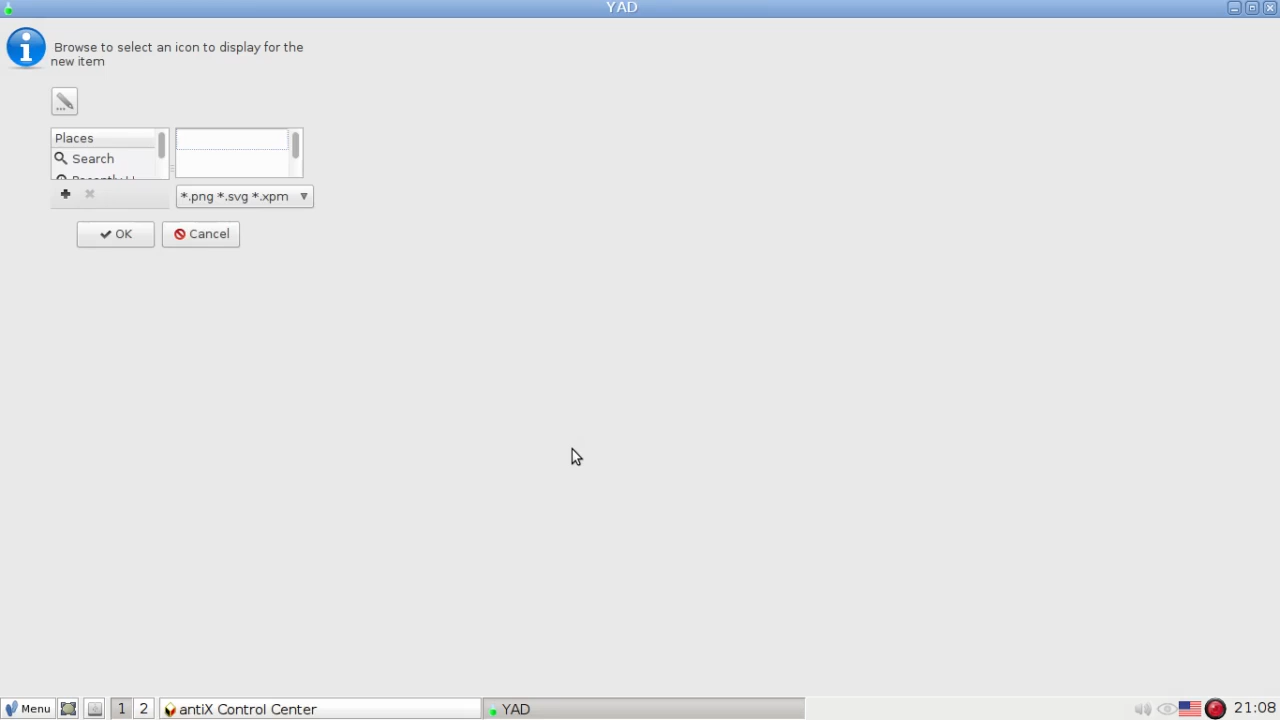 YAD
Browse to select an icon to display for the
new item
Places
Search
*.png *.svg *.xpm
OK
Cancel
Menu
1
2
antiX Control Center
YAD
21:08